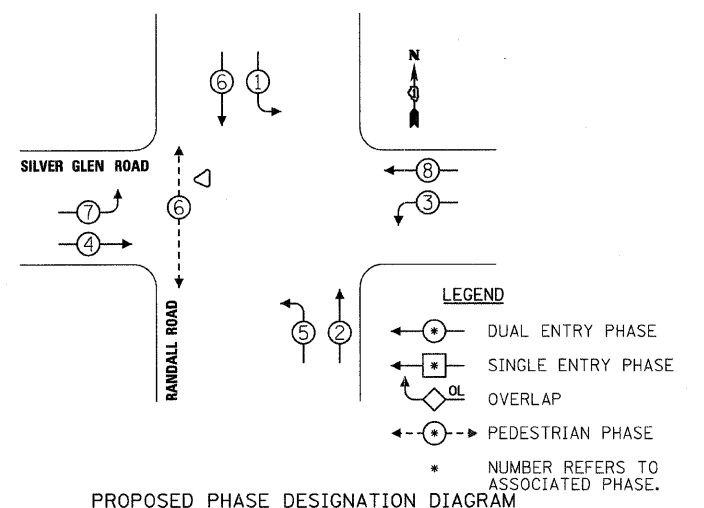 6 1
N
SILVER GLEN ROAD
8
7
6
3
4
RANDALL ROAD
5 2
LEGEND
* DUAL ENTRY PHASE
* SINGLE ENTRY PHASE
OL OVERLAP
* PEDESTRIAN PHASE
* NUMBER REFERS TO
ASSOCIATED PHASE.
PROPOSED PHASE DESIGNATION DIAGRAM